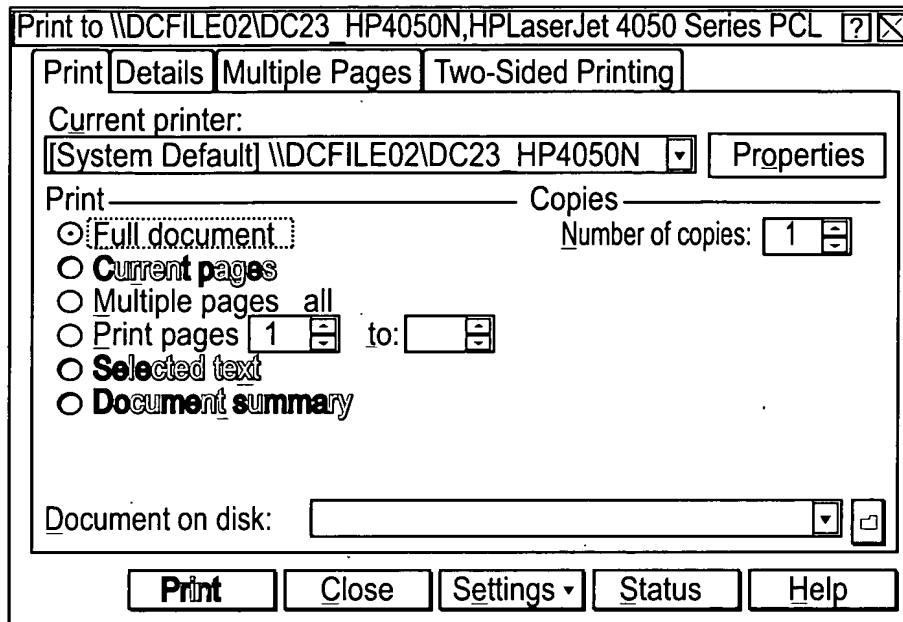 Print to \\DCFILE02\DC23_HP4050N,HPLaserJet 4050 Series PCL ?
Print Details Multiple Pages Two-Sided Printing
Current printer:
[System Default] \\DCFILE02\DC23_HP4050N Properties
Print Copies
Full document Number of copies: 1
Current pages
Multiple pages all
Print pages 1 to:
Selected text
Document summary
Document on disk:
Print Close Settings Status Help